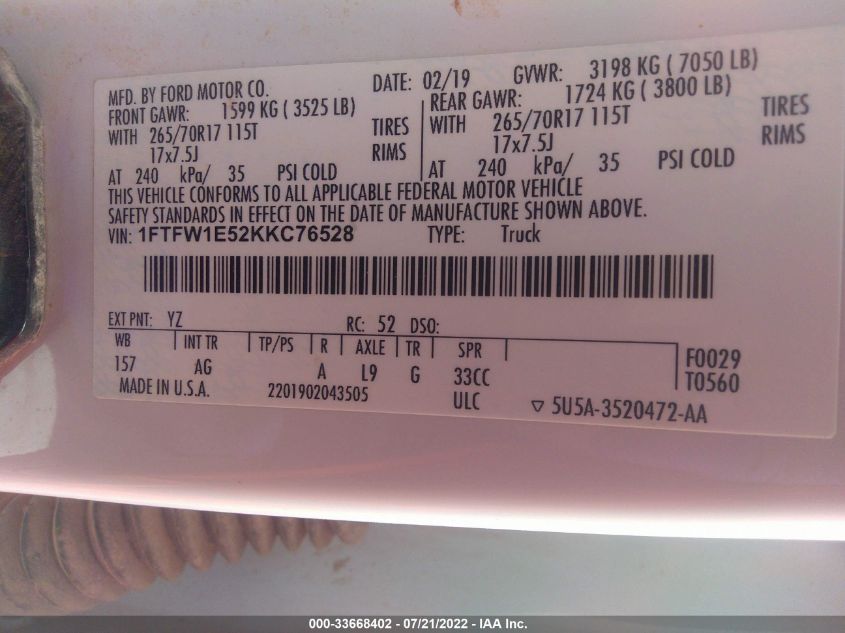 MFD. BY FORD MOTOR CO. DATE: 02/19 GVWR: 3198 KG ( 7050 LB)
FRONT GAWR: 1599 KG ( 3525 LB) REAR GAWR: 1724 KG ( 3800 LB)
WITH 265/70R17 115T TIRES WITH 265/70R17 115T TIRES
17x7.5J RIMS 17x7.5J RIMS
AT 240 kPa/ 35 PSI COLD AT 240 kPa/ 35 PSI COLD
THIS VEHICLE CONFORMS TO ALL APPLICABLE FEDERAL MOTOR VEHICLE
SAFETY STANDARDS IN EFFECT ON THE DATE OF MANUFACTURE SHOWN ABOVE.
VIN: 1FTFW1E52KKC76528 TYPE: Truck
EXT PNT: YZ RC: 52 DSO:
WB INT TR TP/PS R AXLE TR SPR F0029
157 AG A L9 G 33CC T0560
MADE IN U.S.A. 2201902043505 ULC ▽ 5U5A-3520472-AA
000-33668402 - 07/21/2022 - IAA Inc.